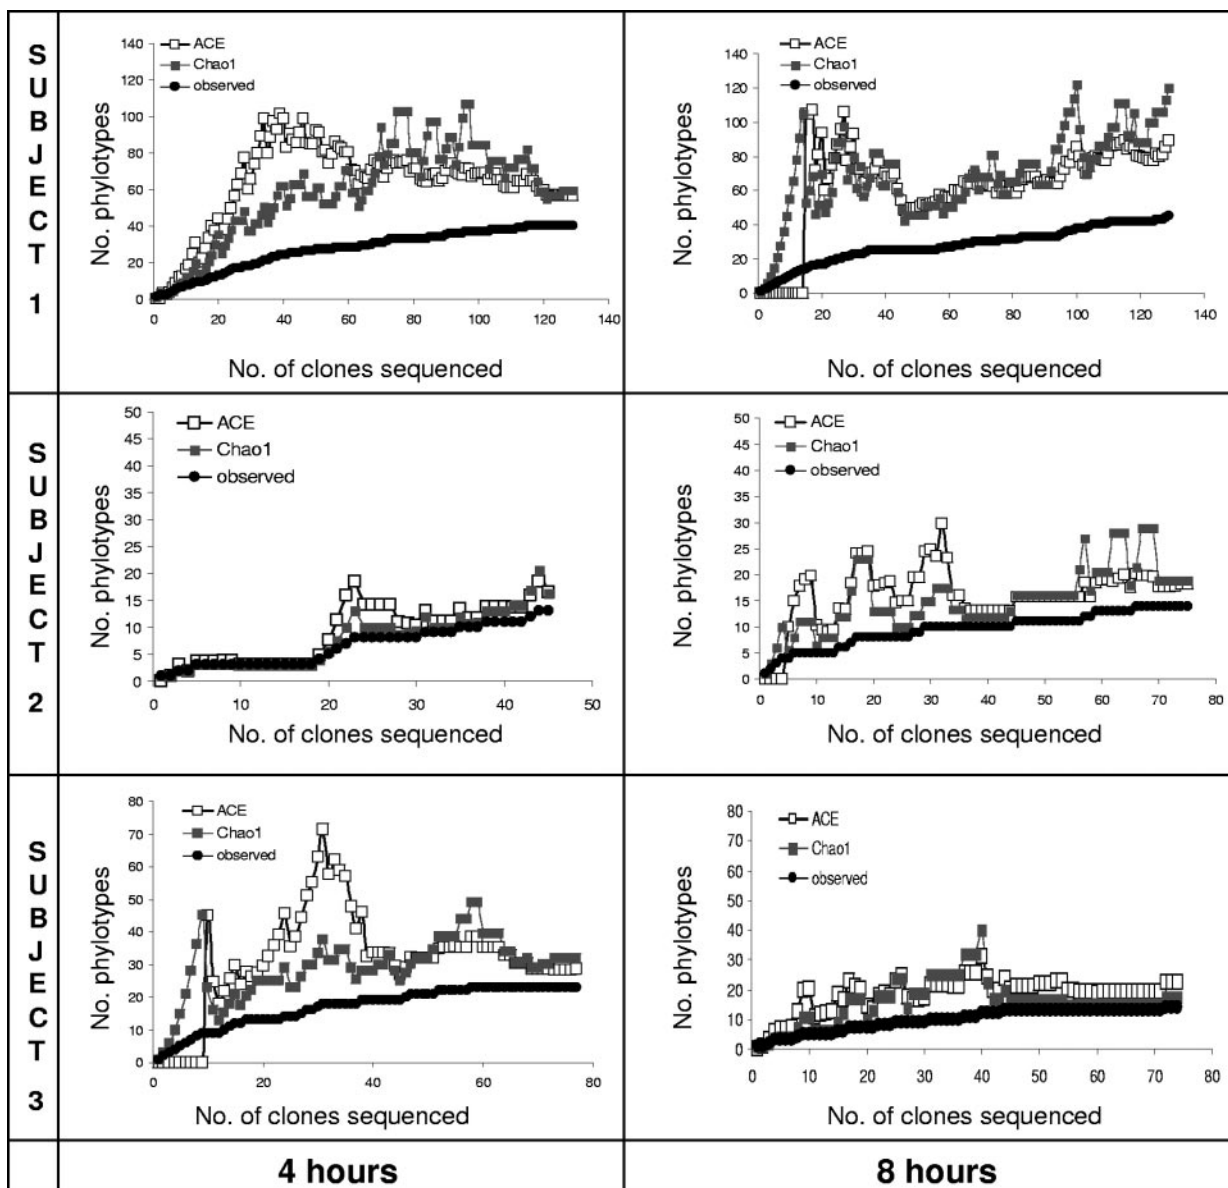 SUBJECT 1
140
120
100
80
60
40
20
0
ACE
Chao1
observed
No. phylotypes
0 20 40 60 80 100 120 140
No. of clones sequenced
140
120
100
80
60
40
20
0
ACE
Chao1
observed
No. phylotypes
0 20 40 60 80 100 120 140
No. of clones sequenced
SUBJECT 2
50
45
40
35
30
25
20
15
10
5
0
ACE
Chao1
observed
No. phylotypes
0 10 20 30 40 50
No. of clones sequenced
50
45
40
35
30
25
20
15
10
5
0
ACE
Chao1
observed
No. phylotypes
0 10 20 30 40 50 60 70 80
No. of clones sequenced
SUBJECT 3
80
70
60
50
40
30
20
10
0
ACE
Chao1
observed
No. phylotypes
0 20 40 60 80
No. of clones sequenced
80
70
60
50
40
30
20
10
0
ACE
Chao1
observed
No. phylotypes
0 10 20 30 40 50 60 70 80
No. of clones sequenced
4 hours
8 hours